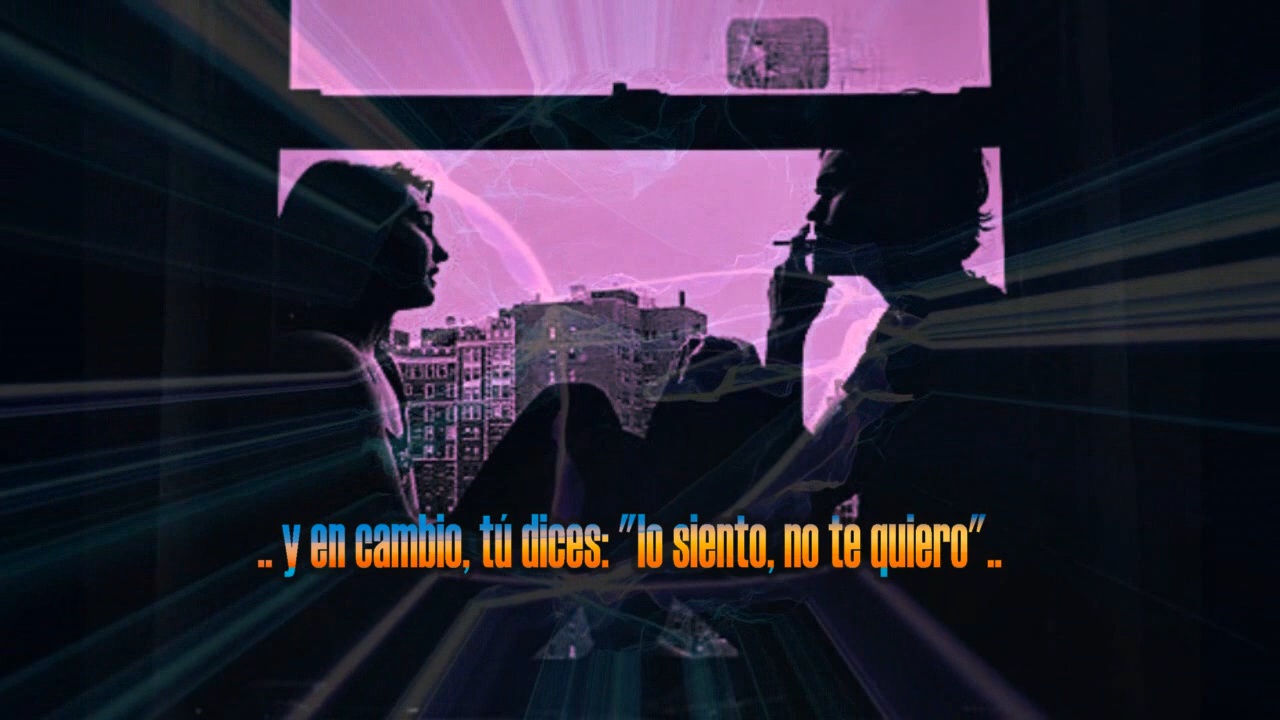 .. y en cambio, tú dices: "lo siento, no te quiero"..